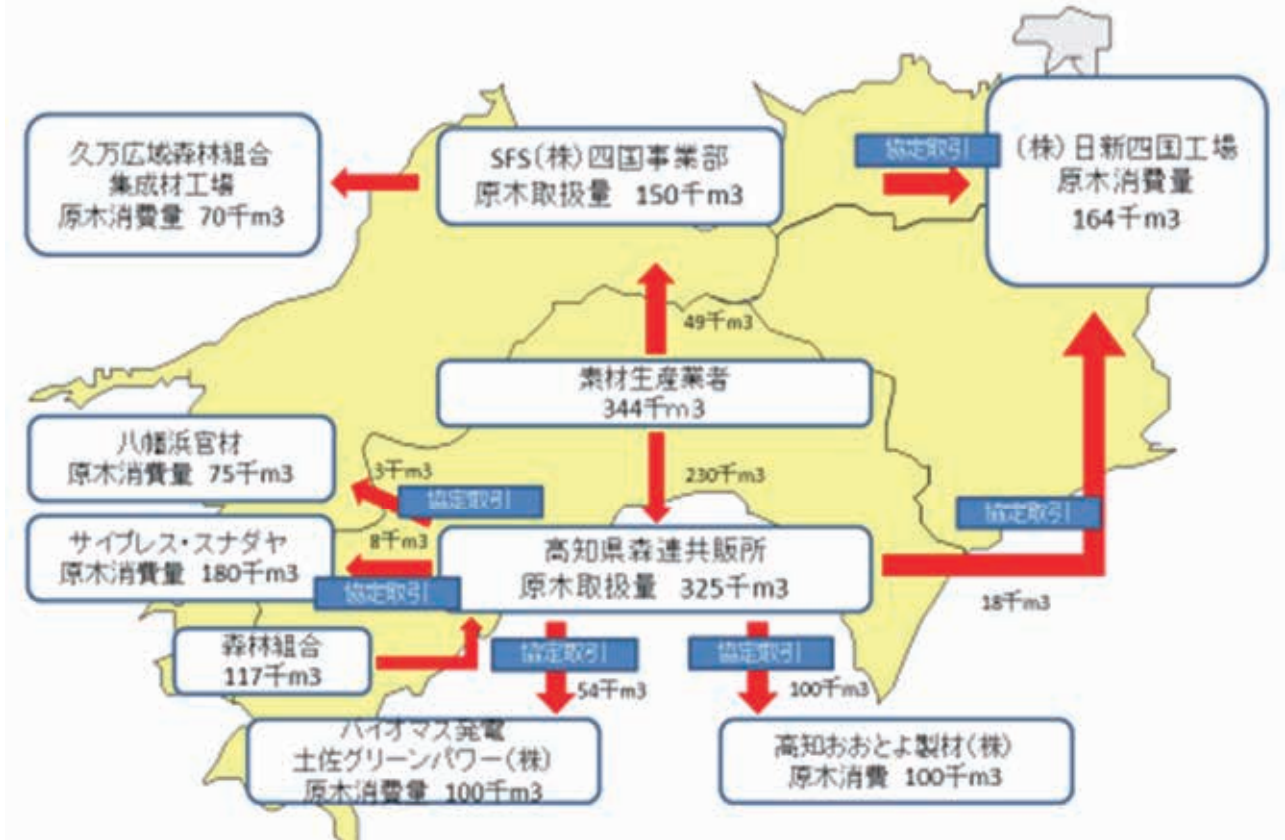 久万広域森林組合
集成材工場
原木消費量 70千m3
SFS(株)四国事業部
原木取扱量 150千m3
協定取引
(株)日新四国工場
原木消費量
164千m3
49千m3
素材生産業者
344千m3
八幡浜官材
原木消費量 75千m3
3千m3
協定取引
230千m3
サイプレス・スナダヤ
原木消費量 180千m3
8千m3
協定取引
高知県森連共販所
原木取扱量 325千m3
協定取引
18千m3
森林組合
117千m3
協定取引
54千m3
協定取引
100千m3
バイオマス発電
土佐グリーンパワー(株)
原木消費量 100千m3
高知おおとよ製材(株)
原木消費 100千m3